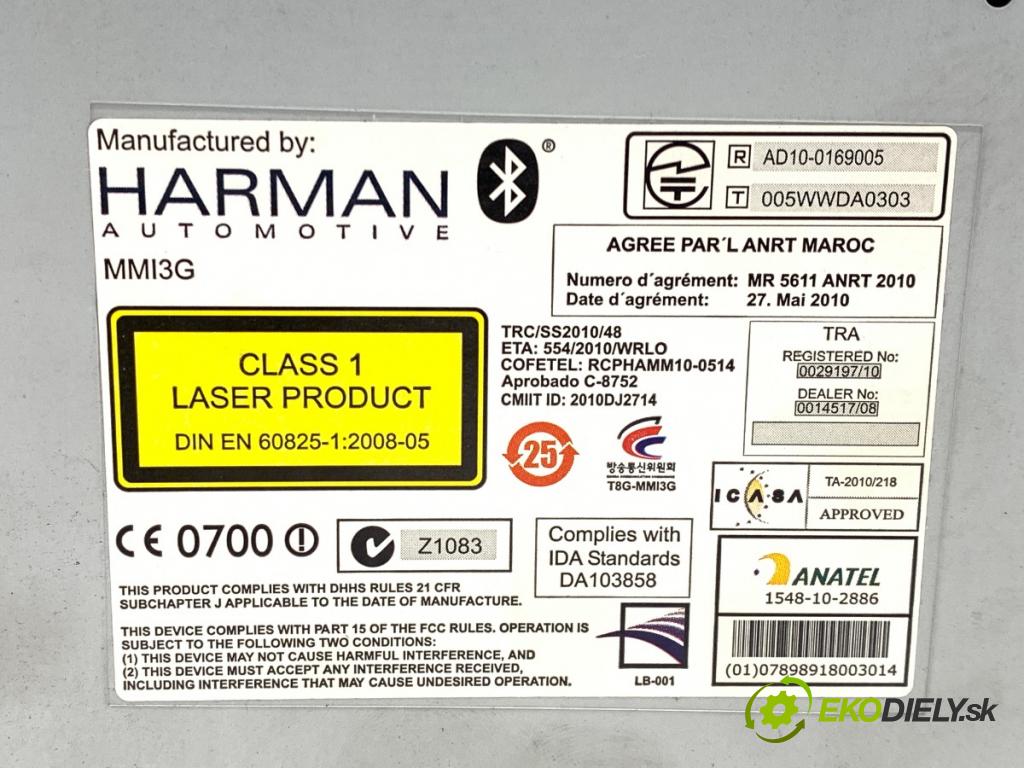 Manufactured by:
HARMAN
AUTOMOTIVE
®
MMI3G
R AD10-0169005
T 005WWDA0303
AGREE PAR´L ANRT MAROC
Numero d´agrément: MR 5611 ANRT 2010
Date d´agrément: 27. Mai 2010
CLASS 1
LASER PRODUCT
DIN EN 60825-1:2008-05
TRC/SS2010/48
ETA: 554/2010/WRLO
COFETEL: RCPHAMM10-0514
Aprobado C-8752
CMIIT ID: 2010DJ2714
TRA
REGISTERED No:
0029197/10
DEALER No:
0014517/08
25
방송통신위원회
T8G-MMI3G
ICASA
TA-2010/218
APPROVED
CE 0700
Z1083
Complies with
IDA Standards
DA103858
ANATEL
1548-10-2886
(01)07898918003014
THIS PRODUCT COMPLIES WITH DHHS RULES 21 CFR
SUBCHAPTER J APPLICABLE TO THE DATE OF MANUFACTURE.
THIS DEVICE COMPLIES WITH PART 15 OF THE FCC RULES. OPERATION IS
SUBJECT TO THE FOLLOWING TWO CONDITIONS:
(1) THIS DEVICE MAY NOT CAUSE HARMFUL INTERFERENCE, AND
(2) THIS DEVICE MUST ACCEPT ANY INTERFERENCE RECEIVED,
INCLUDING INTERFERENCE THAT MAY CAUSE UNDESIRED OPERATION.
LB-001
EKODIELY.sk